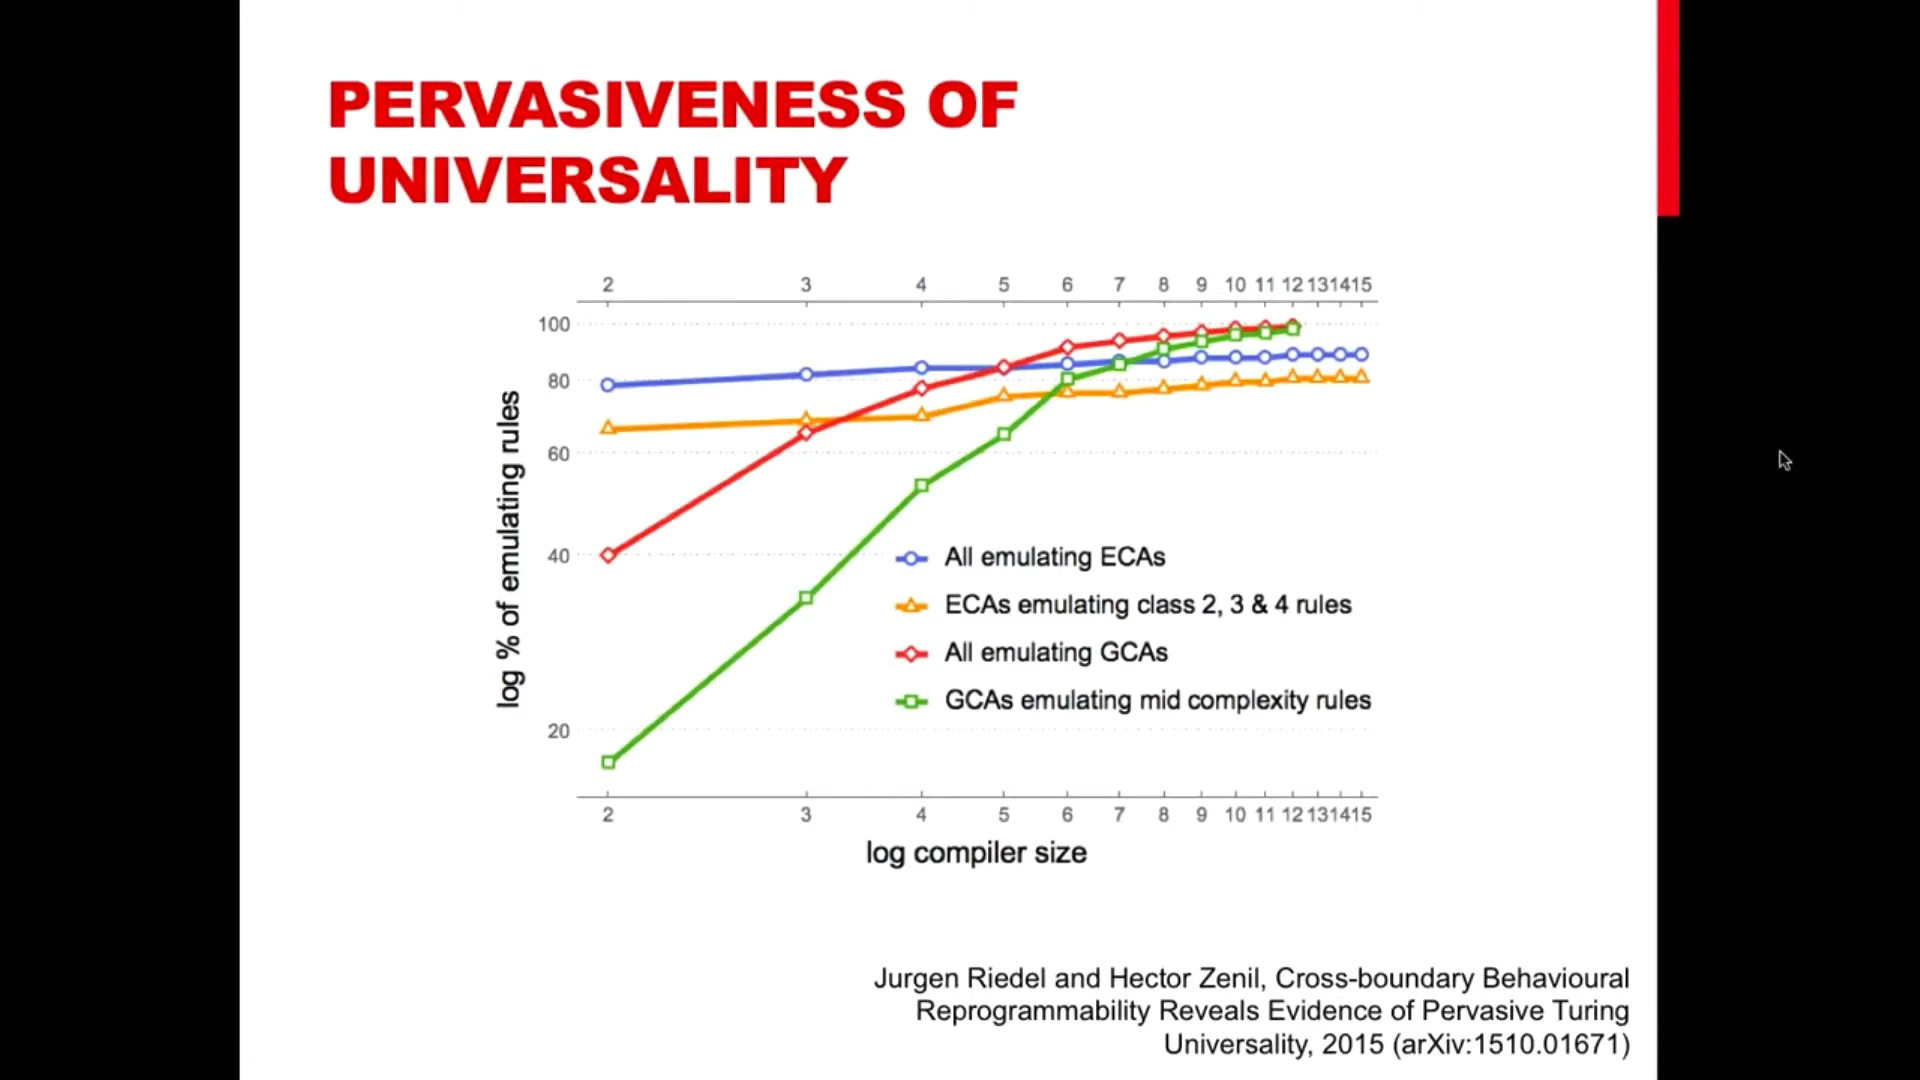 PERVASIVENESS OF
UNIVERSALITY
2 3 4 5 6 7 8 9 10 11 12 13 14 15
100
80
60
40
20
log % of emulating rules
All emulating ECAs
ECAs emulating class 2, 3 & 4 rules
All emulating GCAs
GCAs emulating mid complexity rules
2 3 4 5 6 7 8 9 10 11 12 13 14 15
log compiler size
Jurgen Riedel and Hector Zenil, Cross-boundary Behavioural
Reprogrammability Reveals Evidence of Pervasive Turing
Universality, 2015 (arXiv:1510.01671)